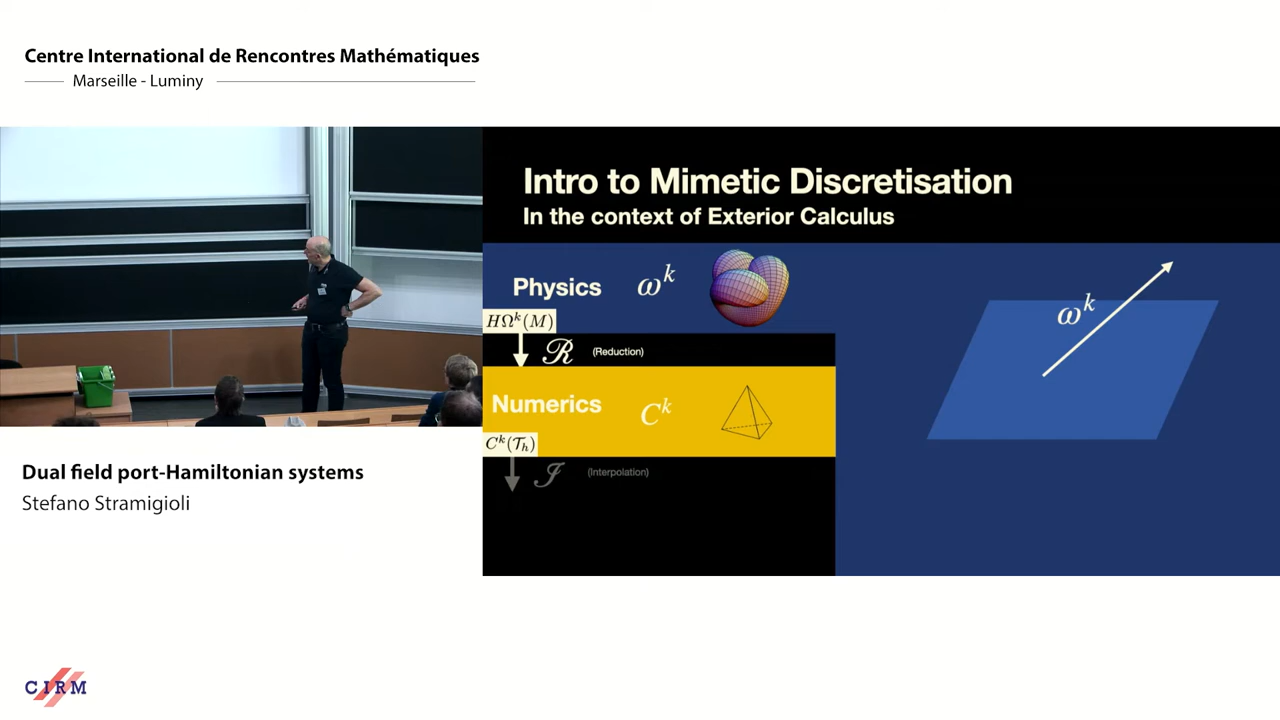 Centre International de Rencontres Mathématiques
Marseille - Luminy
Intro to Mimetic Discretisation
In the context of Exterior Calculus
Physics ω^k
HΩ^k(M)
ℛ (Reduction)
Numerics C^k
C^k(𝒯_h)
ℐ (Interpolation)
ω^k
Dual field port-Hamiltonian systems
Stefano Stramigioli
CIRM